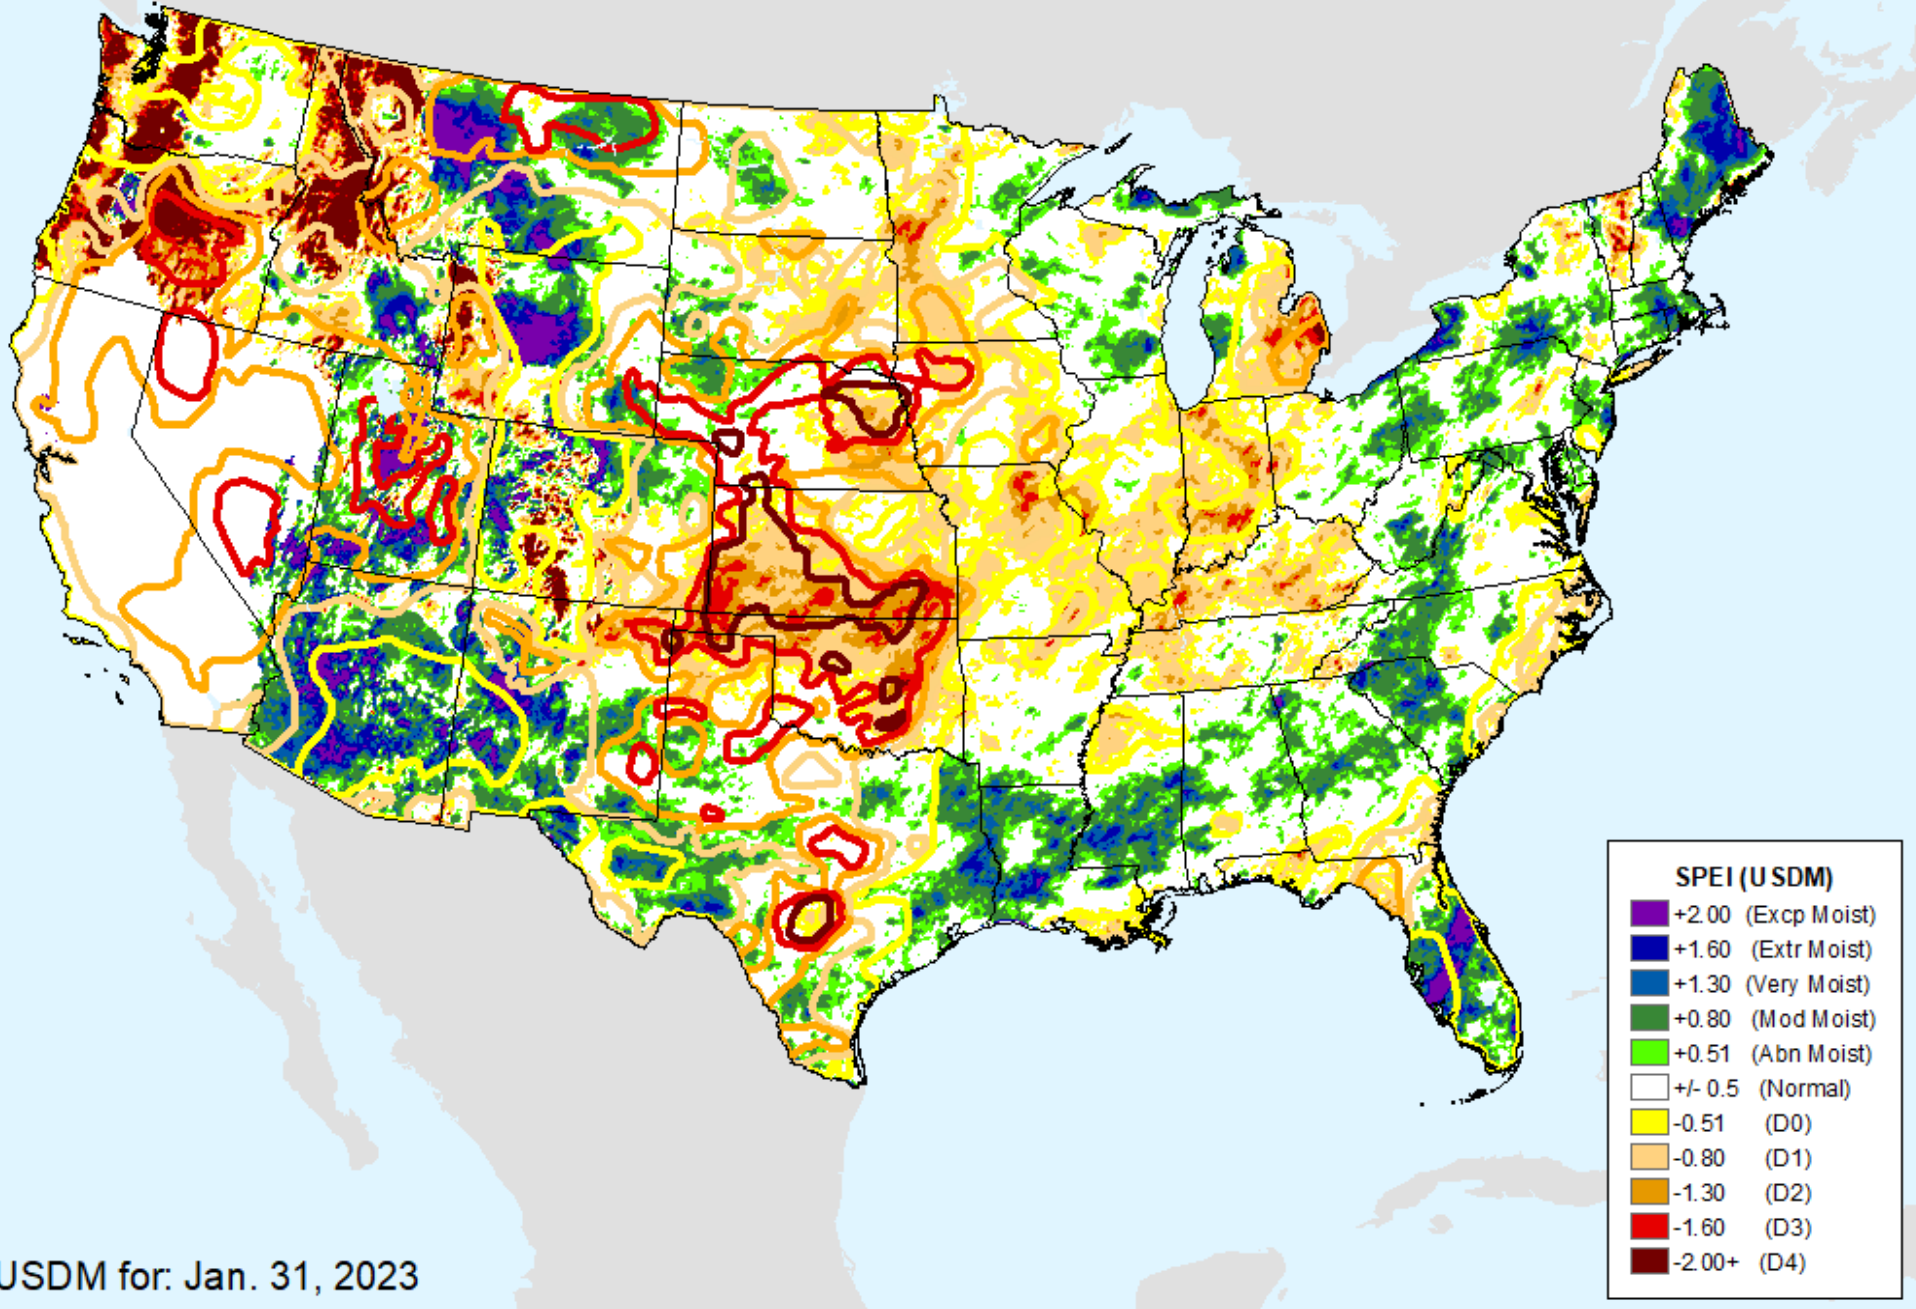 SPEI (USDM)
+2.00 (Excp Moist)
+1.60 (Extr Moist)
+1.30 (Very Moist)
+0.80 (Mod Moist)
+0.51 (Abn Moist)
+/- 0.5 (Normal)
-0.51 (D0)
-0.80 (D1)
-1.30 (D2)
-1.60 (D3)
-2.00+ (D4)
USDM for: Jan. 31, 2023